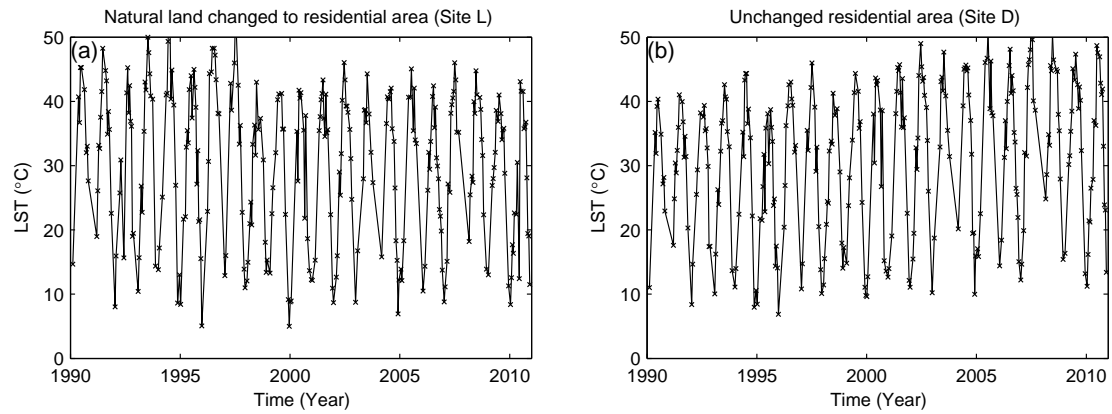 Natural land changed to residential area (Site L)
(a)
50
40
30
20
10
0
LST (°C)
1990 1995 2000 2005 2010
Time (Year)
Unchanged residential area (Site D)
(b)
50
40
30
20
10
0
LST (°C)
1990 1995 2000 2005 2010
Time (Year)